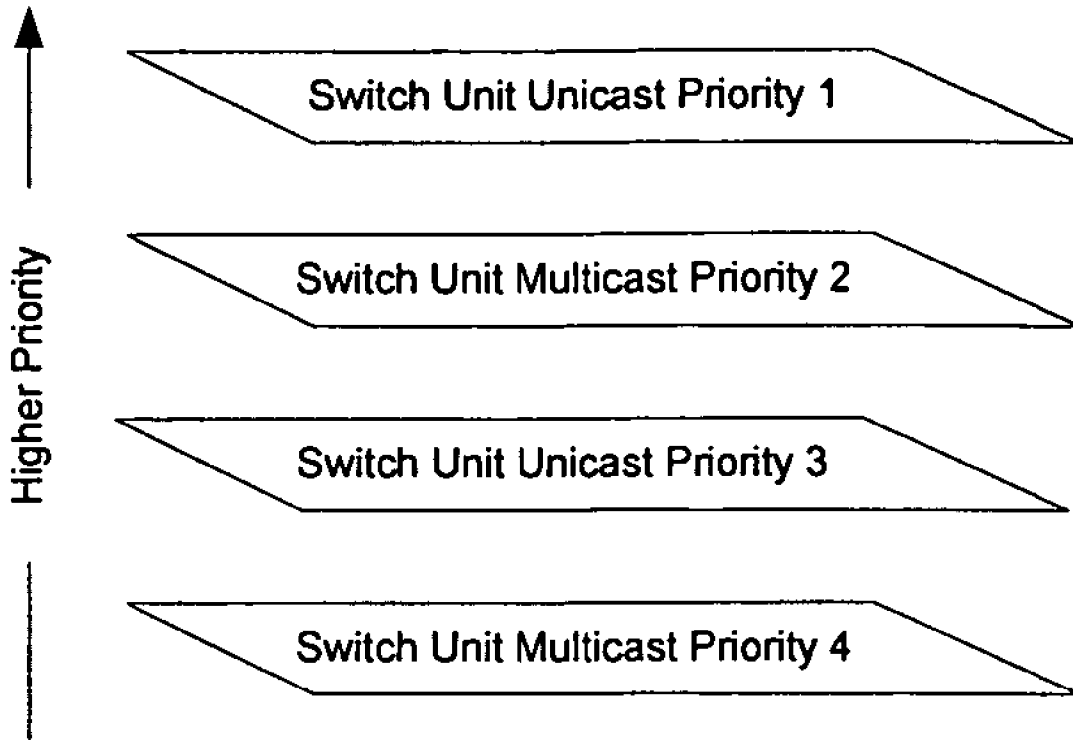 Switch Unit Unicast Priority 1
Switch Unit Multicast Priority 2
Switch Unit Unicast Priority 3
Switch Unit Multicast Priority 4
Higher Priority